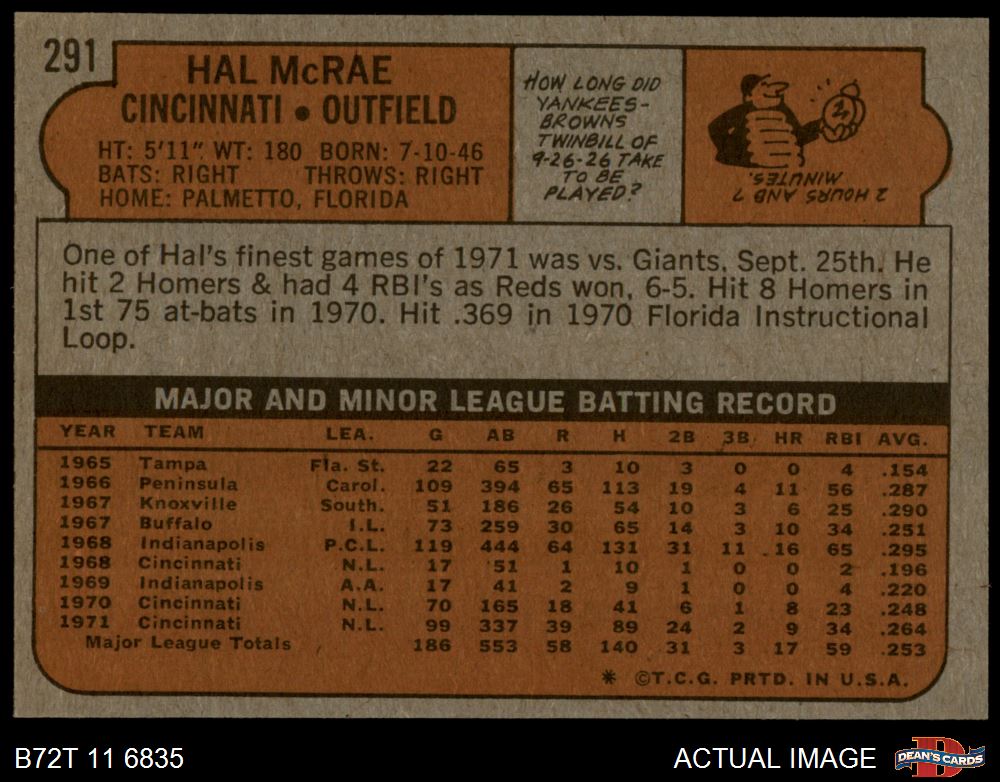 291
HAL McRAE
CINCINNATI • OUTFIELD
HT: 5'11" WT: 180 BORN: 7-10-46
BATS: RIGHT THROWS: RIGHT
HOME: PALMETTO, FLORIDA
HOW LONG DID
YANKEES-
BROWNS
TWINBILL OF
9-26-26 TAKE
TO BE
PLAYED?
2 HOURS AND 7
MINUTES.
One of Hal's finest games of 1971 was vs. Giants, Sept. 25th. He
hit 2 Homers & had 4 RBI's as Reds won, 6-5. Hit 8 Homers in
1st 75 at-bats in 1970. Hit .369 in 1970 Florida Instructional
Loop.
MAJOR AND MINOR LEAGUE BATTING RECORD
YEAR TEAM LEA. G AB R H 2B 3B HR RBI AVG.
1965 Tampa Fla. St. 22 65 3 10 3 0 0 4 .154
1966 Peninsula Carol. 109 394 65 113 19 4 11 56 .287
1967 Knoxville South. 51 186 26 54 10 3 6 25 .290
1967 Buffalo I.L. 73 259 30 65 14 3 10 34 .251
1968 Indianapolis P.C.L. 119 444 64 131 31 11 16 65 .295
1968 Cincinnati N.L. 17 51 1 10 1 0 0 2 .196
1969 Indianapolis A.A. 17 41 2 9 1 0 0 4 .220
1970 Cincinnati N.L. 70 165 18 41 6 1 8 23 .248
1971 Cincinnati N.L. 99 337 39 89 24 2 9 34 .264
Major League Totals 186 553 58 140 31 3 17 59 .253
* ©T.C.G. PRTD. IN U.S.A.
B72T 11 6835
ACTUAL IMAGE
D
DEAN'S CARDS